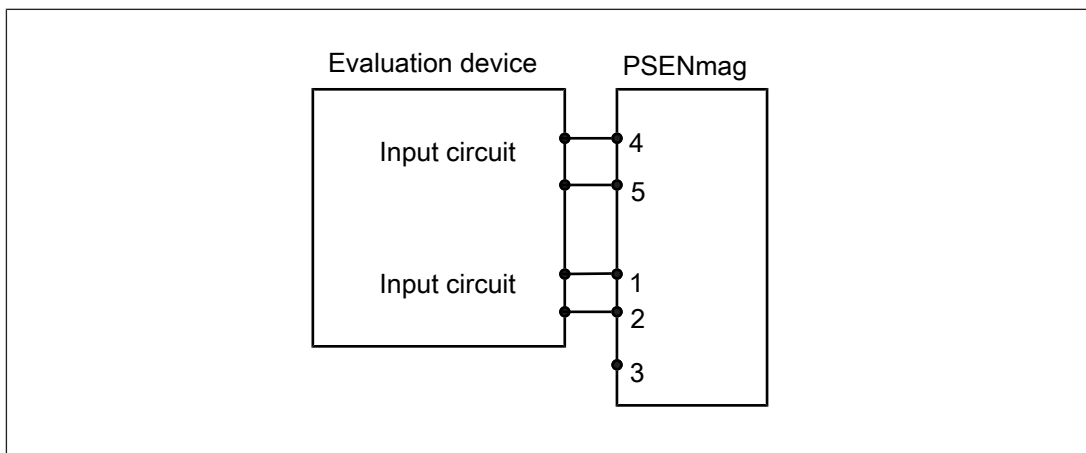 Evaluation device
PSENmag
Input circuit
4
5
Input circuit
1
2
3